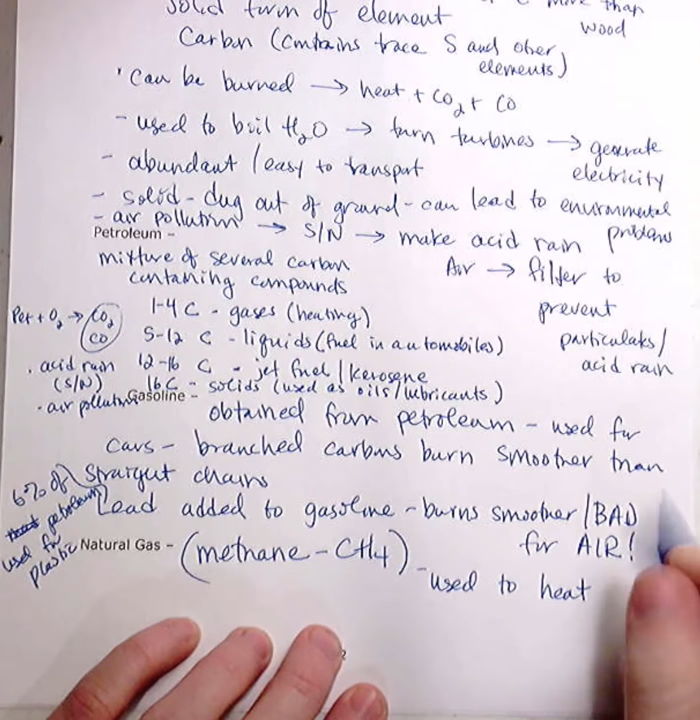 solid form of element more than
wood
Carbon (contains trace S and other
elements)
· can be burned → heat + CO2 + CO
- used to boil H2O → turn turbines → generate
electricity
- abundant / easy to transport
- solid - dug out of ground - can lead to environmental
problems
- air pollution → S/N → make acid rain
Petroleum -
mixture of several carbon
containing compounds
Air → filter to
prevent
particulates/
acid rain
Pet + O2 → CO2
CO
1-4 C - gases (heating)
5-12 C - liquids (fuel in automobiles)
12-16 C - jet fuel / kerosene
16 C - solids (used as oils/lubricants)
· acid rain
(S/N)
· air pollution
Gasoline -
obtained from petroleum - used for
cars - branched carbons burn smoother than
straight chains
6% of
petroleum
used for
plastic
Lead added to gasoline - burns smoother / BAD
for AIR!
Natural Gas - (methane - CH4)
- used to heat
2